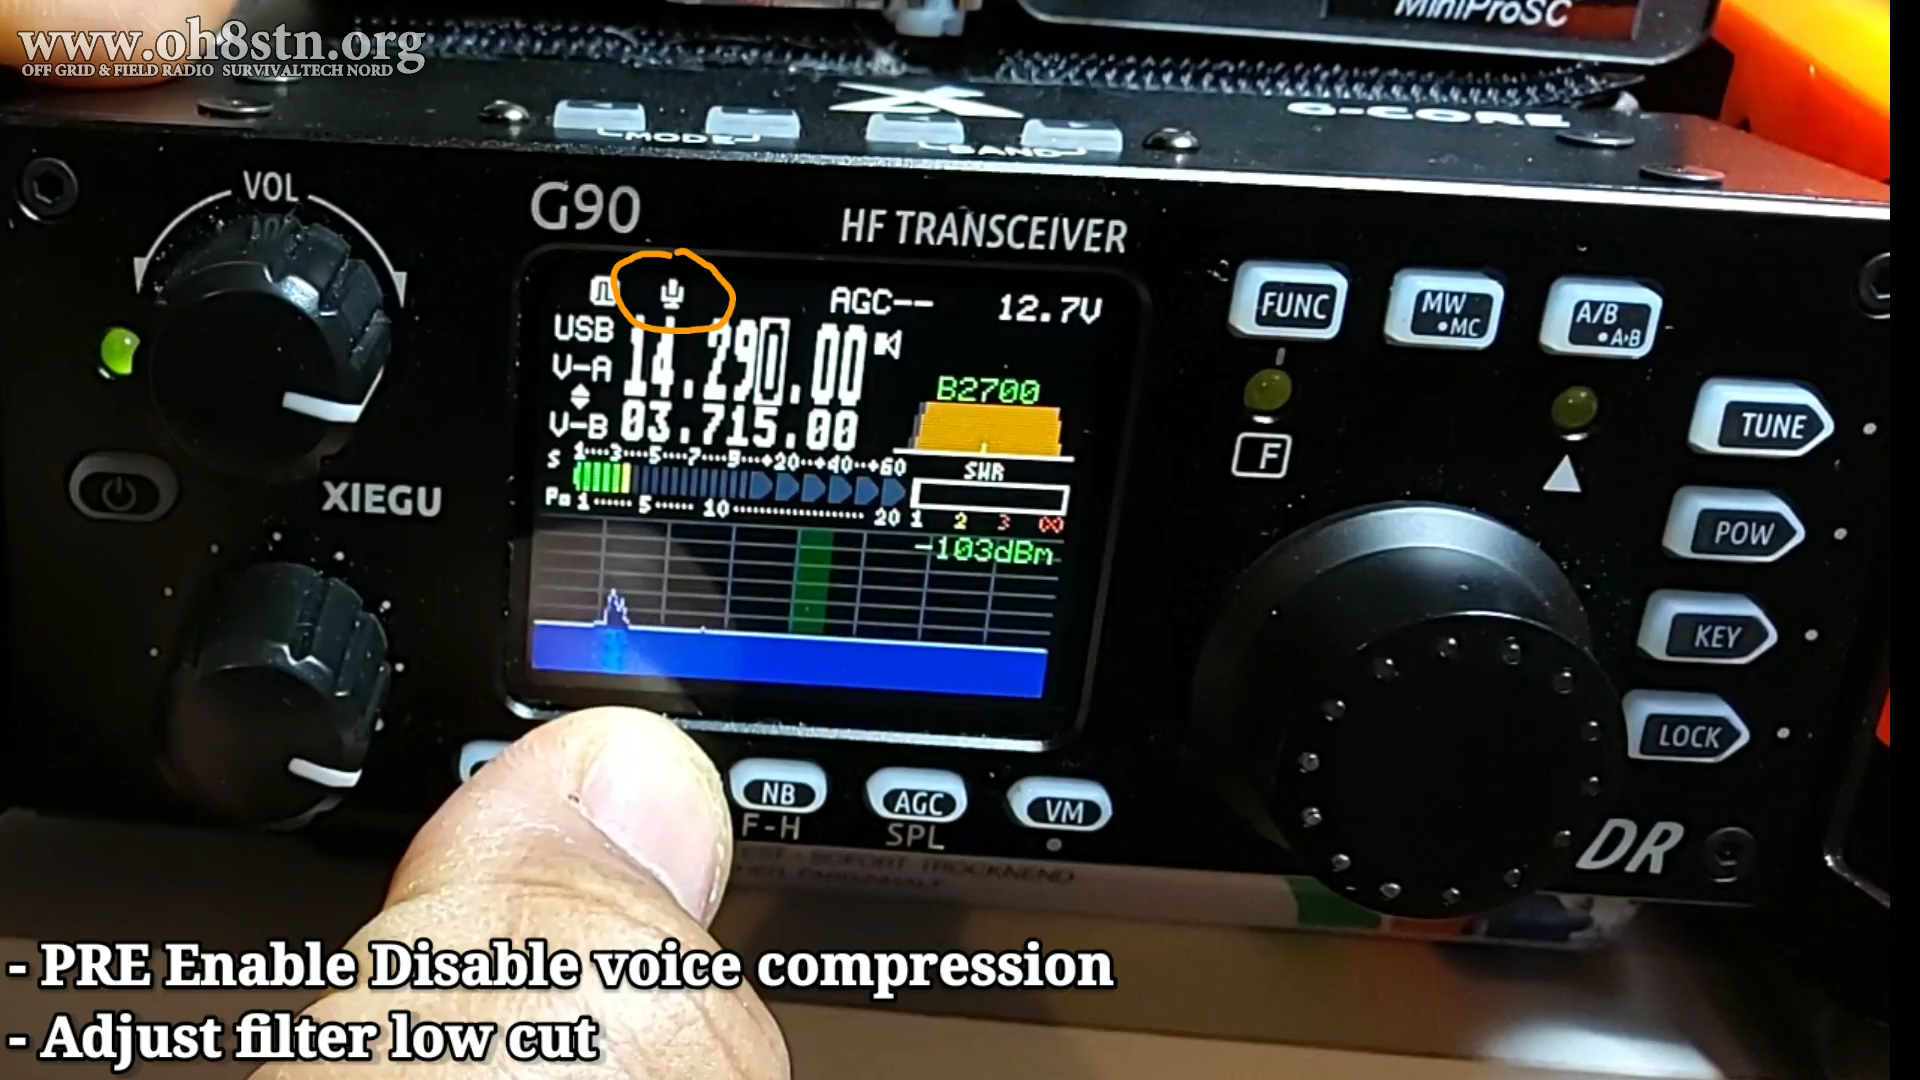 MiniProSC
www.oh8stn.org
OFF GRID & FIELD RADIO SURVIVALTECH NORD
G-CORE
MODE
BAND
VOL
G90
HF TRANSCEIVER
AGC-- 12.7V
USB 14.290.00
V-A
V-B 03.715.00
B2700
S 1 3 5 7 9 +20 +40 +60
SWR
Po 1 5 10 20
1 2 3 ∞
-103dBm
FUNC
MW
•MC
A/B
•A▸B
F
TUNE
POW
KEY
LOCK
XIEGU
NB
AGC
VM
F-H
SPL
DR
- PRE Enable Disable voice compression
- Adjust filter low cut